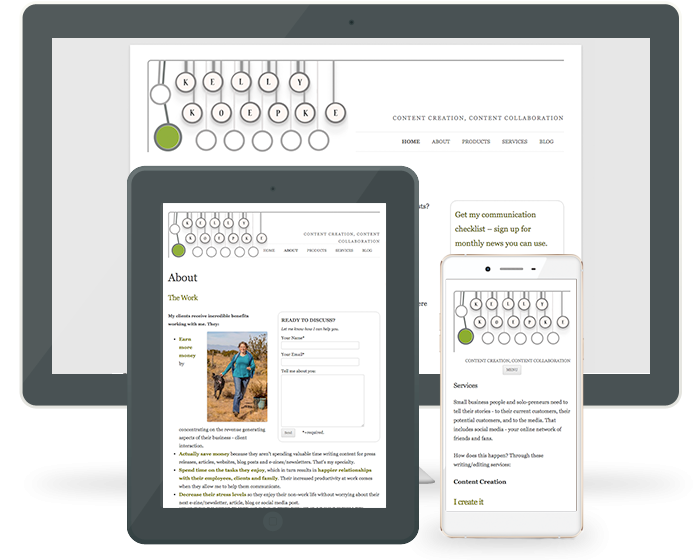 K E L L Y
K O E P K E
CONTENT CREATION, CONTENT COLLABORATION
HOME ABOUT PRODUCTS SERVICES BLOG
sts?
Get my communication
checklist – sign up for
monthly news you can use.
ere
K E L L Y
K O E P K E
CONTENT CREATION, CONTENT
COLLABORATION
HOME ABOUT PRODUCTS SERVICES BLOG
About
The Work
My clients receive incredible benefits
working with me. They:
Earn
more
money
by
concentrating on the revenue generating
aspects of their business - client
interaction.
READY TO DISCUSS?
Let me know how I can help you.
Your Name*
Your Email*
Tell me about you:
Send * = required.
Actually save money because they aren't spending valuable time writing content for press
releases, articles, websites, blog posts and e-zines/newsletters. That's my specialty.
Spend time on the tasks they enjoy, which in turn results in happier relationships
with their employees, clients and family. Their increased productivity at work comes
when they allow me to help them communicate.
Decrease their stress levels so they enjoy their non-work life without worrying about their
next e-zine/newsletter, article, blog or social media post.
K E L L Y
K O E P K E
CONTENT CREATION, CONTENT COLLABORATION
MENU
Services
Small business people and solo-preneurs need to
tell their stories - to their current customers, their
potential customers, and to the media. That
includes social media - your online network of
friends and fans.
How does this happen? Through these
writing/editing services:
Content Creation
I create it